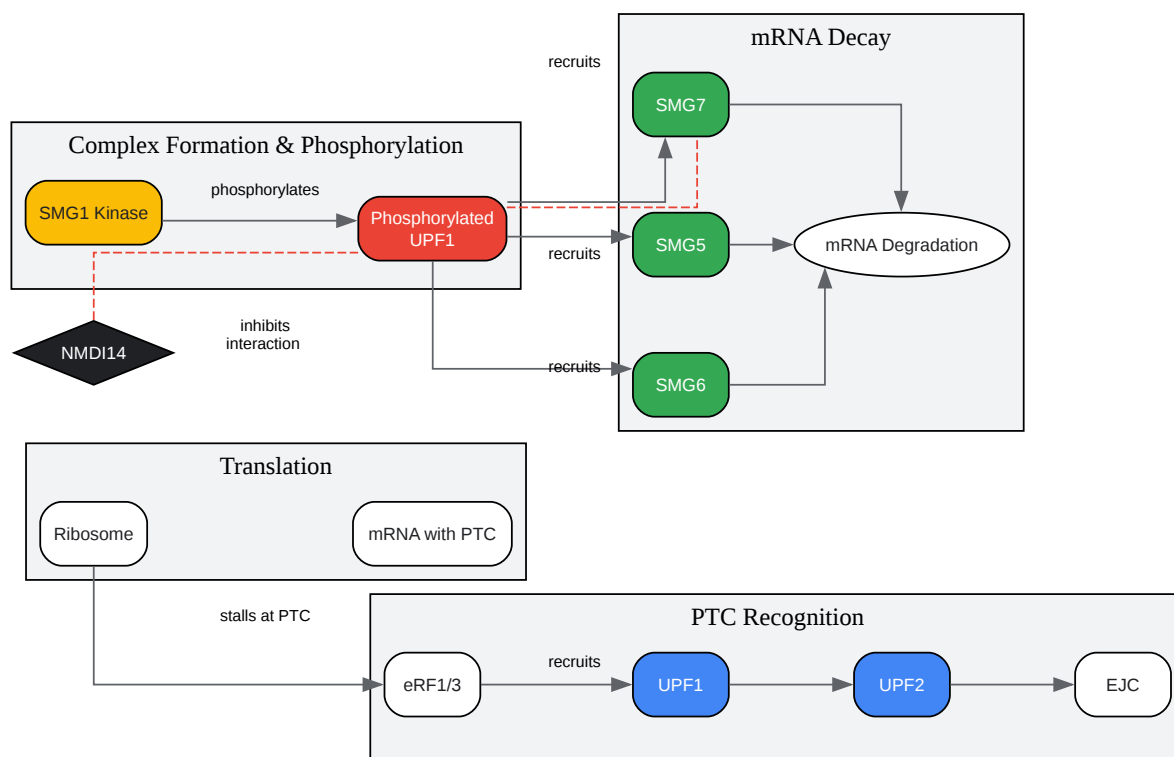 mRNA Decay
recruits
SMG7
Complex Formation & Phosphorylation
phosphorylates
SMG1 Kinase
Phosphorylated
UPF1
recruits
SMG5
mRNA Degradation
inhibits
interaction
NMDI14
recruits
SMG6
Translation
Ribosome
mRNA with PTC
stalls at PTC
PTC Recognition
eRF1/3
recruits
UPF1
UPF2
EJC